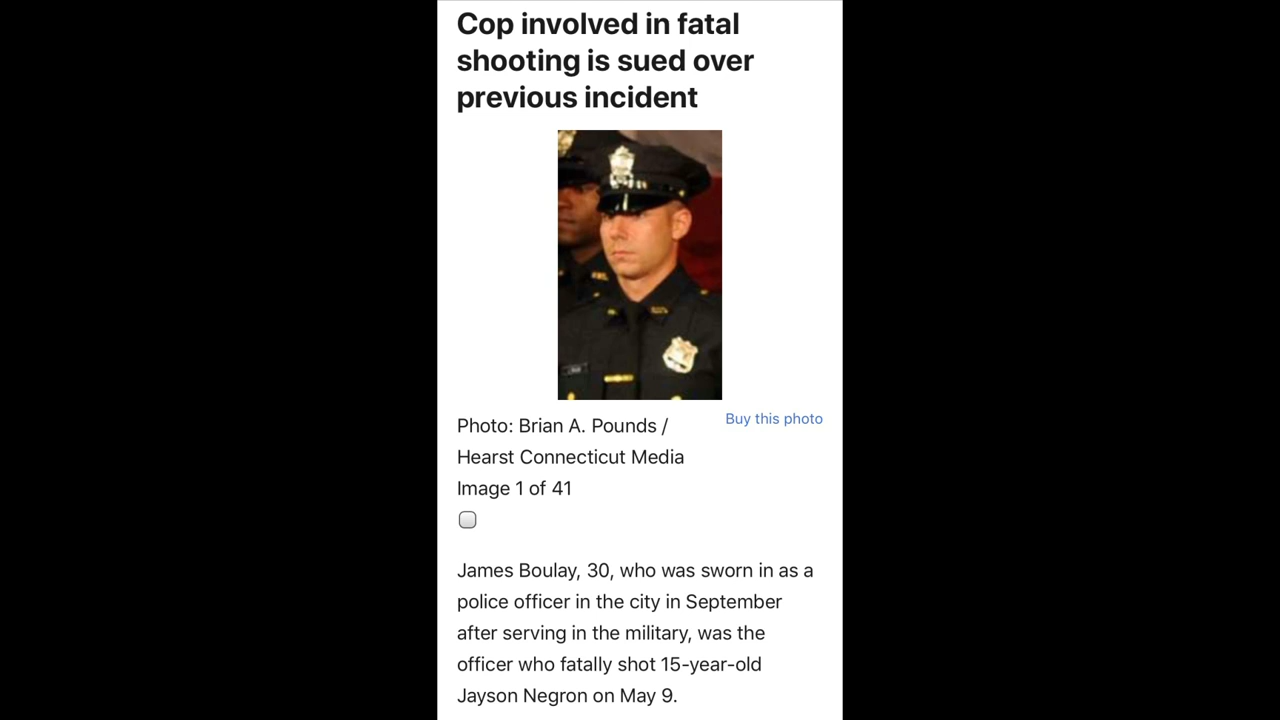 Cop involved in fatal
shooting is sued over
previous incident
Photo: Brian A. Pounds /
Hearst Connecticut Media
Buy this photo
Image 1 of 41
James Boulay, 30, who was sworn in as a
police officer in the city in September
after serving in the military, was the
officer who fatally shot 15-year-old
Jayson Negron on May 9.